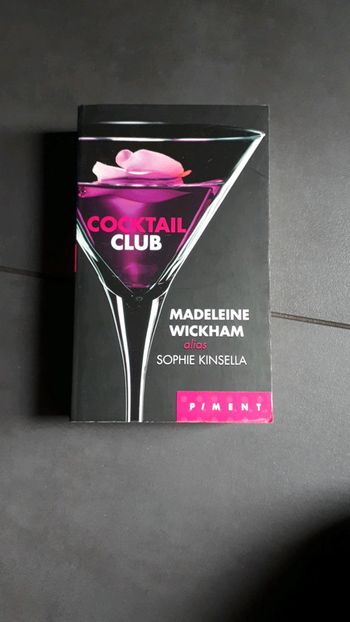 COCKTAIL
CLUB
MADELEINE
WICKHAM
alias
SOPHIE KINSELLA
PIMENT